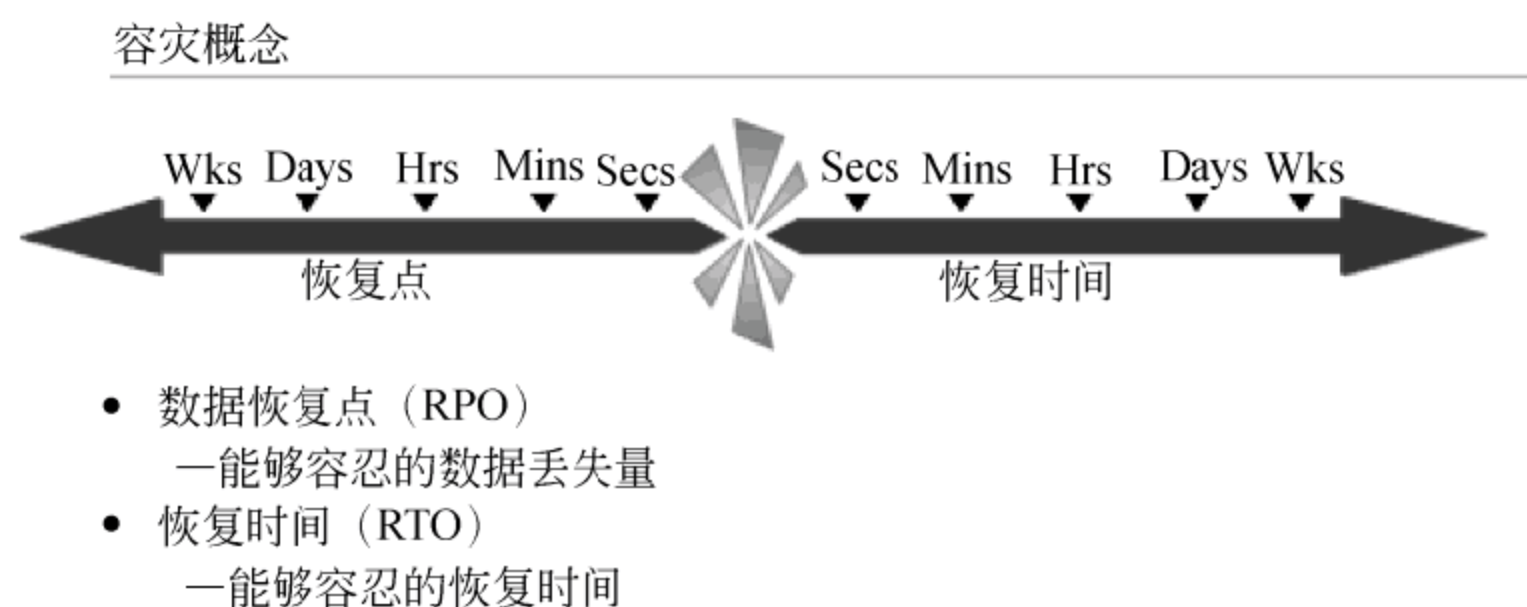 容灾概念
Wks Days Hrs Mins Secs Secs Mins Hrs Days Wks
恢复点 恢复时间
• 数据恢复点（RPO）
—能够容忍的数据丢失量
• 恢复时间（RTO）
—能够容忍的恢复时间